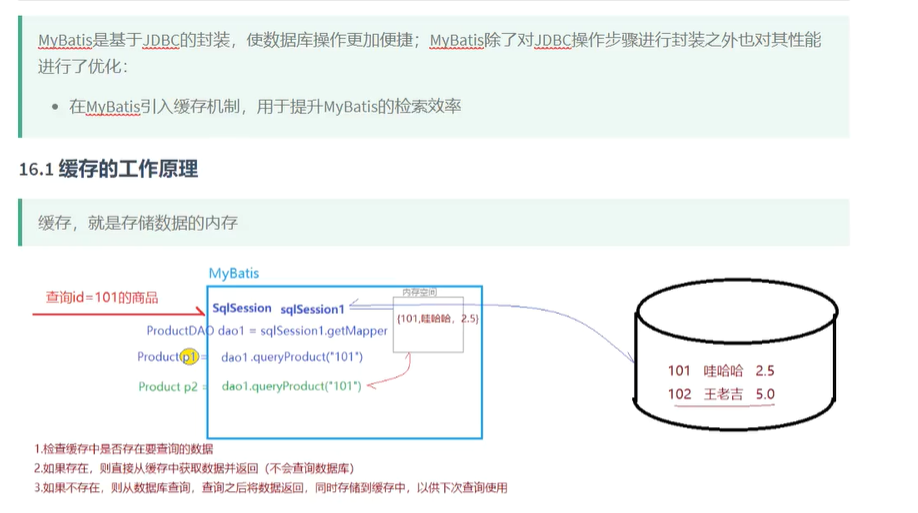 MyBatis是基于JDBC的封装，使数据库操作更加便捷；MyBatis除了对JDBC操作步骤进行封装之外也对其性能
进行了优化：
• 在MyBatis引入缓存机制，用于提升MyBatis的检索效率
16.1 缓存的工作原理
缓存，就是存储数据的内存
MyBatis
查询id=101的商品
SqlSession sqlSession1
内存空间
{101,哇哈哈，2.5}
ProductDAO dao1 = sqlSession1.getMapper
Product p1 = dao1.queryProduct("101")
Product p2 = dao1.queryProduct("101")
101 哇哈哈 2.5
102 王老吉 5.0
1.检查缓存中是否存在要查询的数据
2.如果存在，则直接从缓存中获取数据并返回（不会查询数据库）
3.如果不存在，则从数据库查询，查询之后将数据返回，同时存储到缓存中，以供下次查询使用